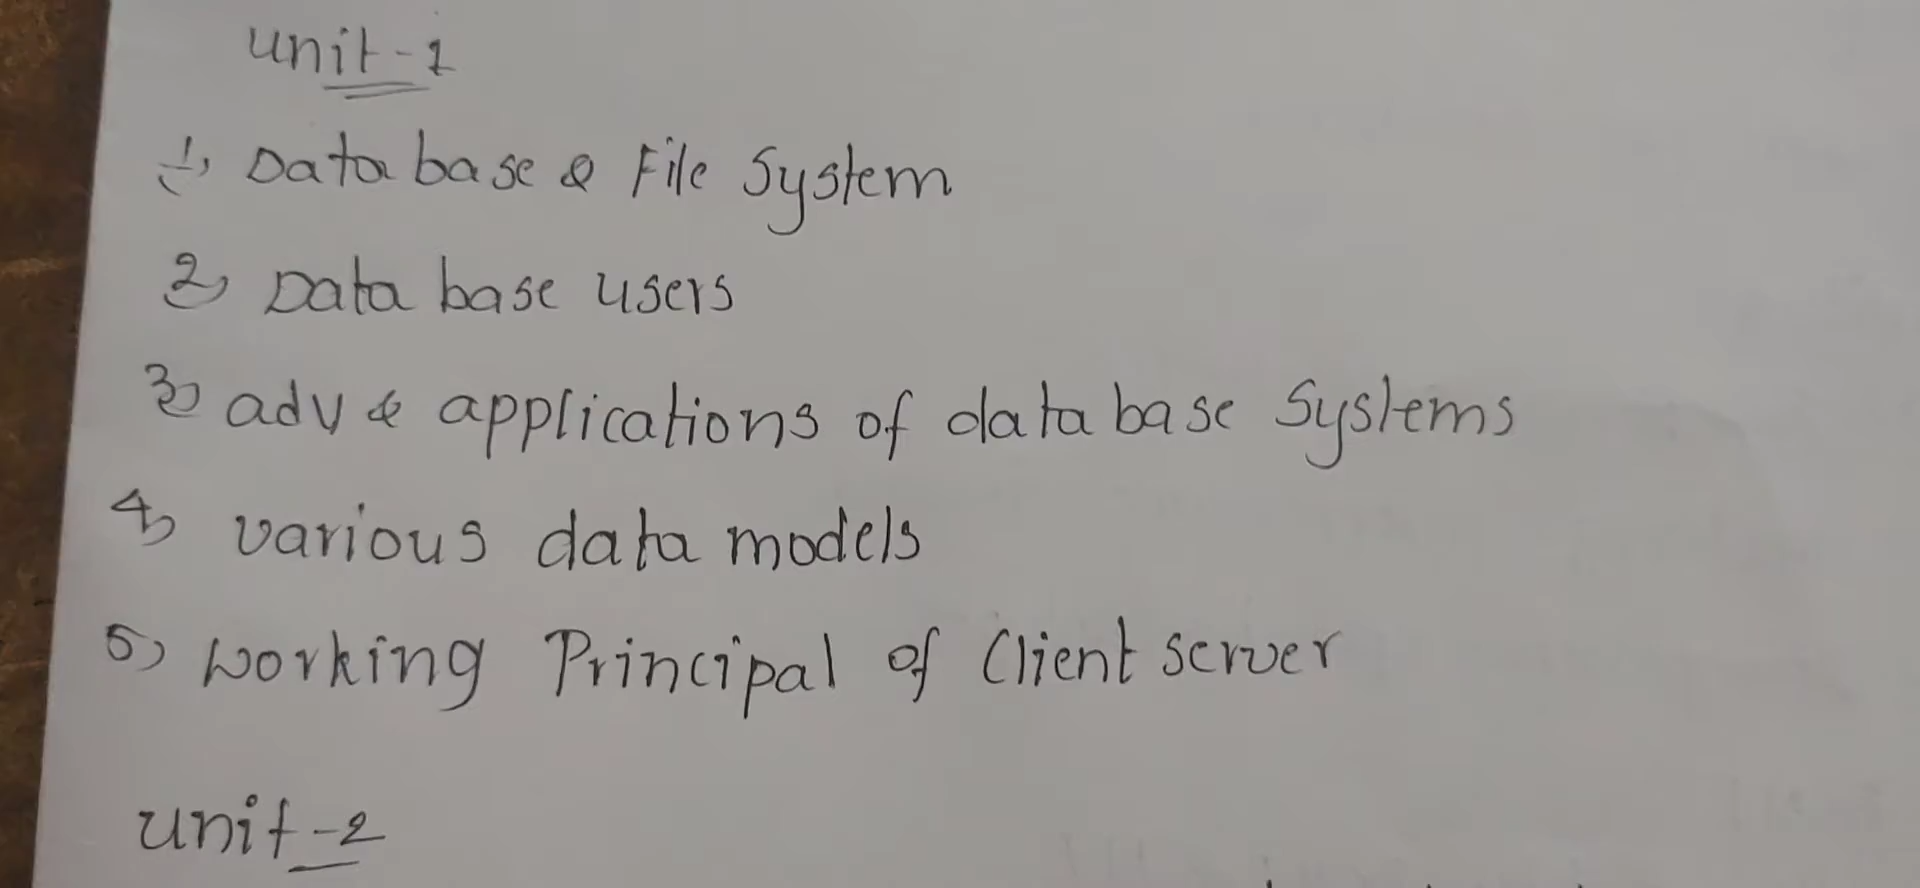 unit-1
1) Data base & File System
2) Data base users
3) adv & applications of data base Systems
4) various data models
5) working Principal of Client server
unit-2